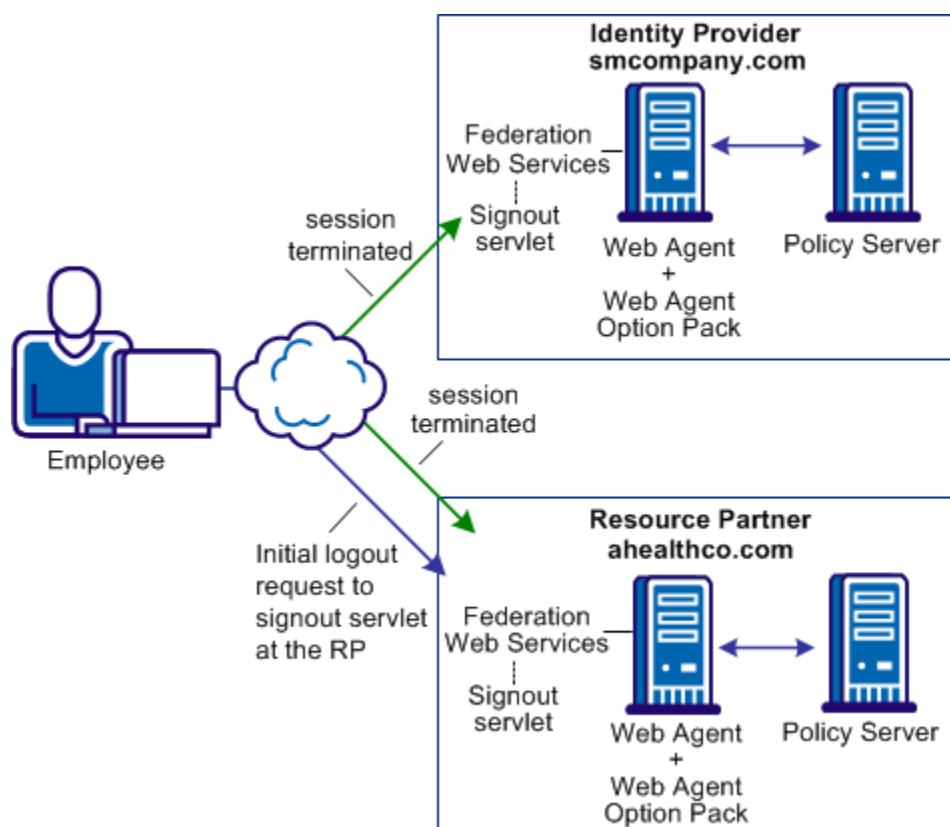 Identity Provider
smcompany.com
Federation
Web Services
Signout
servlet
Web Agent
+
Web Agent
Option Pack
Policy Server
session
terminated
Employee
session
terminated
Initial logout
request to
signout servlet
at the RP
Resource Partner
ahealthco.com
Federation
Web Services
Signout
servlet
Web Agent
+
Web Agent
Option Pack
Policy Server